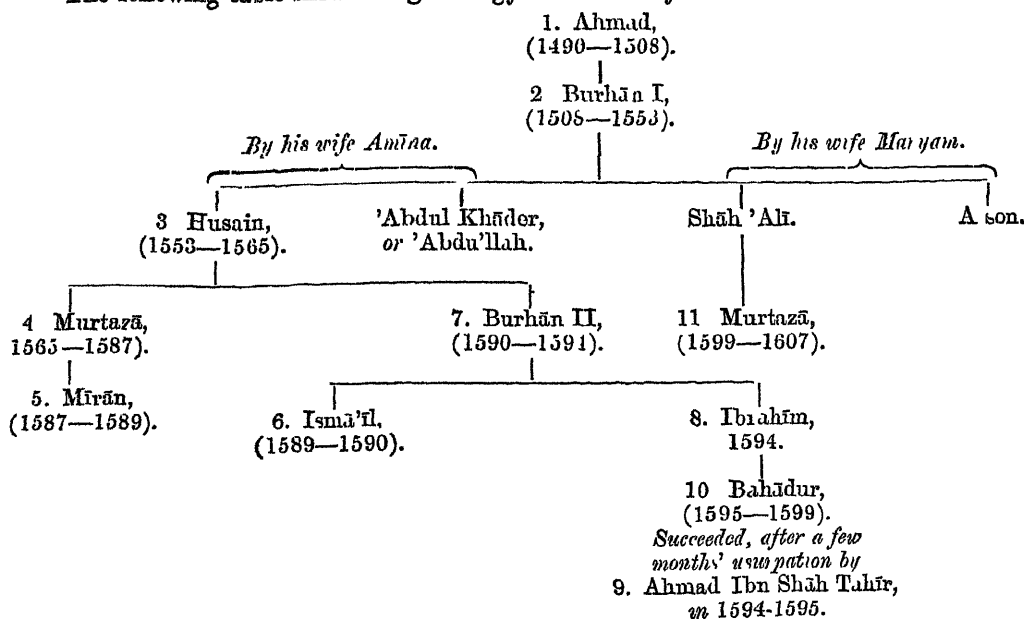 1. Ahmad,
(1490—1508).
2 Burhān I,
(1508—1553).
By his wife Amīna.
By his wife Maryam.
3 Husain,
(1553—1565).
'Abdul Khāder,
or 'Abdu'llah.
Shāh 'Alī.
A son.
4 Murtazā,
1565—1587).
7. Burhān II,
(1590—1594).
11 Murtazā,
(1599—1607).
5. Mīrān,
(1587—1589).
6. Ismā'īl,
(1589—1590).
8. Ibrahīm,
1594.
10 Bahādur,
(1595—1599).
Succeeded, after a few
months' usurpation by
9. Ahmad Ibn Shāh Tahīr,
in 1594-1595.